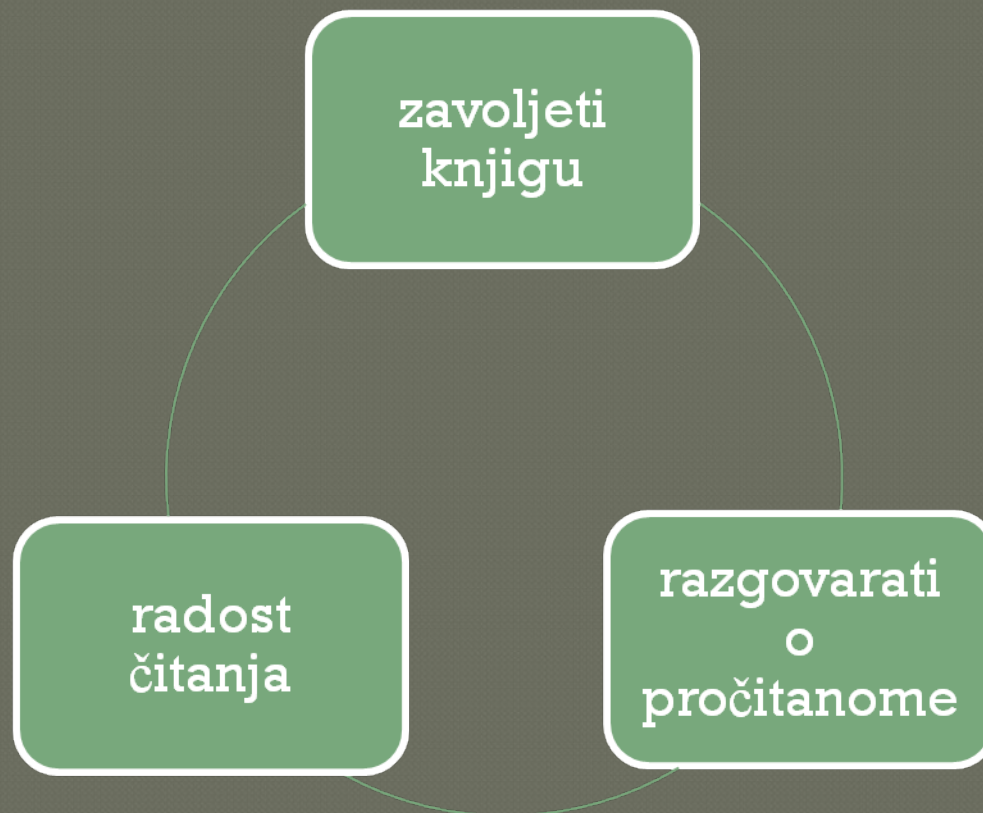 zavoljeti
knjigu
radost
čitanja
razgovarati
o
pročitanome